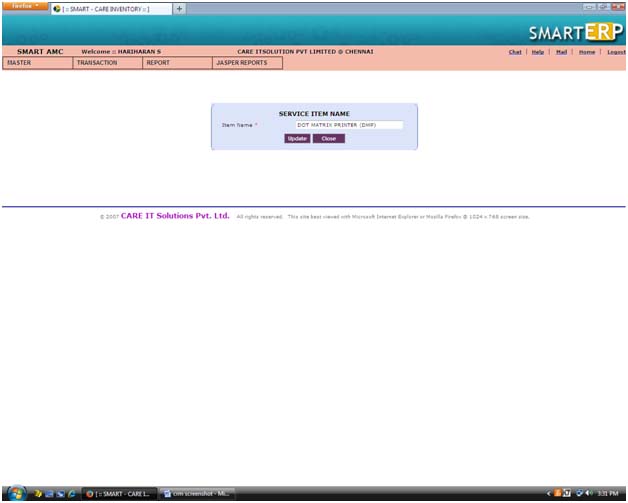 Firefox
[ :: SMART - CARE INVENTORY :: ]
SMARTERP
SMART AMC Welcome :: HARIHARAN S CARE ITSOLUTION PVT LIMITED @ CHENNAI Chat | Help | Mail | Home | Logout
MASTER TRANSACTION REPORT JASPER REPORTS
SERVICE ITEM NAME
Item Name * DOT MATRIX PRINTER (DMP)
Update Close
© 2007 CARE IT Solutions Pvt. Ltd. All rights reserved. This site best viewed with Microsoft Internet Explorer or Mozilla Firefox @ 1024 x 768 screen size.
[ :: SMART - CARE I... crm screenshot - Mi... 3:31 PM